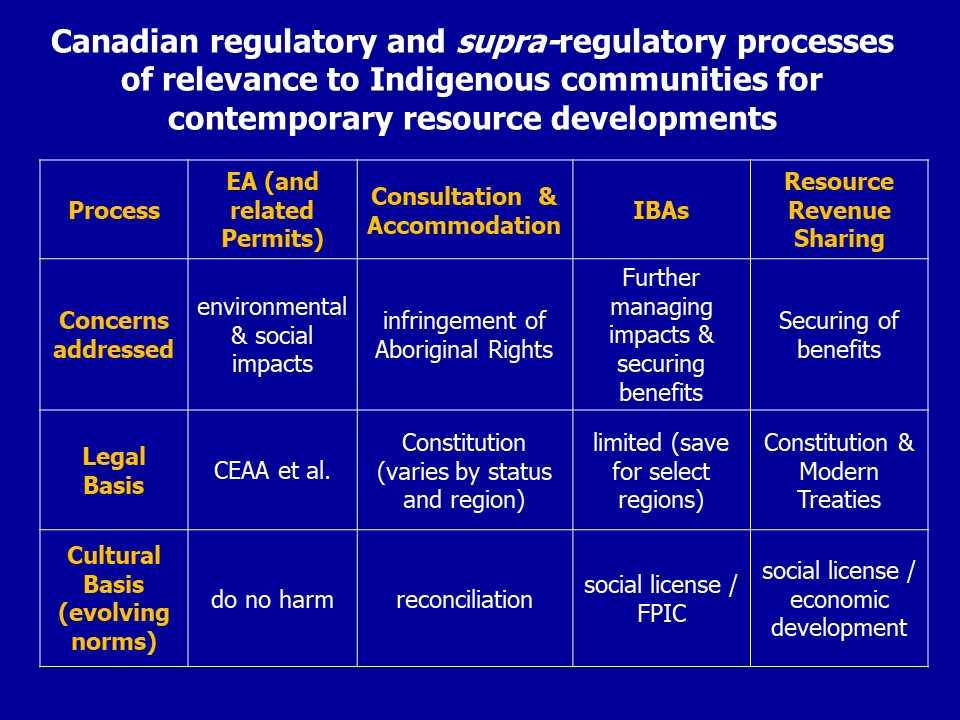 Canadian regulatory and supra-regulatory processes
of relevance to Indigenous communities for
contemporary resource developments
Process
EA (and
related
Permits)
Consultation &
Accommodation
IBAs
Resource
Revenue
Sharing
Concerns
addressed
environmental
& social
impacts
infringement of
Aboriginal Rights
Further
managing
impacts &
securing
benefits
Securing of
benefits
Legal
Basis
CEAA et al.
Constitution
(varies by status
and region)
limited (save
for select
regions)
Constitution &
Modern
Treaties
Cultural
Basis
(evolving
norms)
do no harm
reconciliation
social license /
FPIC
social license /
economic
development